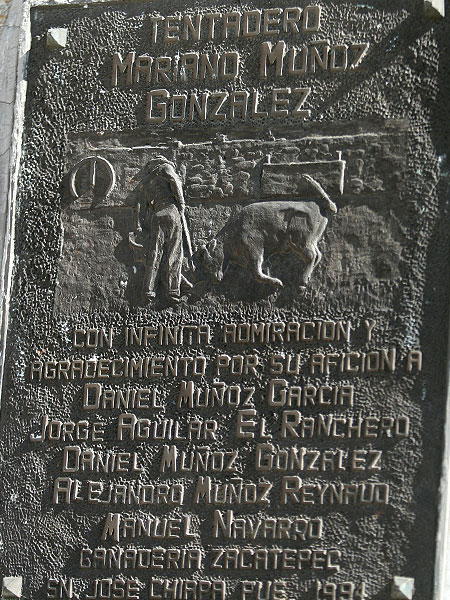 TENTADERO
MARIANO MUÑOZ
GONZALEZ
CON INFINITA ADMIRACION Y
AGRADECIMIENTO POR SU AFICION A
DANIEL MUÑOZ GARCIA
JORGE AGUILAR EL RANCHERO
DANIEL MUÑOZ GONZALEZ
ALEJANDRO MUÑOZ REYNAUD
MANUEL NAVARRO
GANADERIA ZACATEPEC
SN. JOSE CHIAPA PUE. 1994